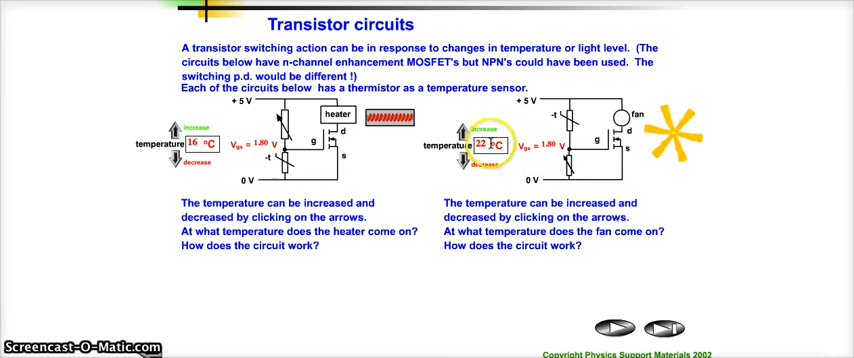 Transistor circuits
A transistor switching action can be in response to changes in temperature or light level. (The
circuits below have n-channel enhancement MOSFET's but NPN's could have been used. The
switching p.d. would be different !)
Each of the circuits below has a thermistor as a temperature sensor.
+ 5 V
heater
increase
temperature 16 °C
decrease
Vgs = 1.80 V
-t
g
d
s
0 V
The temperature can be increased and
decreased by clicking on the arrows.
At what temperature does the heater come on?
How does the circuit work?
+ 5 V
-t
fan
increase
temperature 22 °C
decrease
Vgs = 1.80 V
g
d
s
0 V
The temperature can be increased and
decreased by clicking on the arrows.
At what temperature does the fan come on?
How does the circuit work?
Screencast-O-Matic.com
Copyright Physics Support Materials 2002